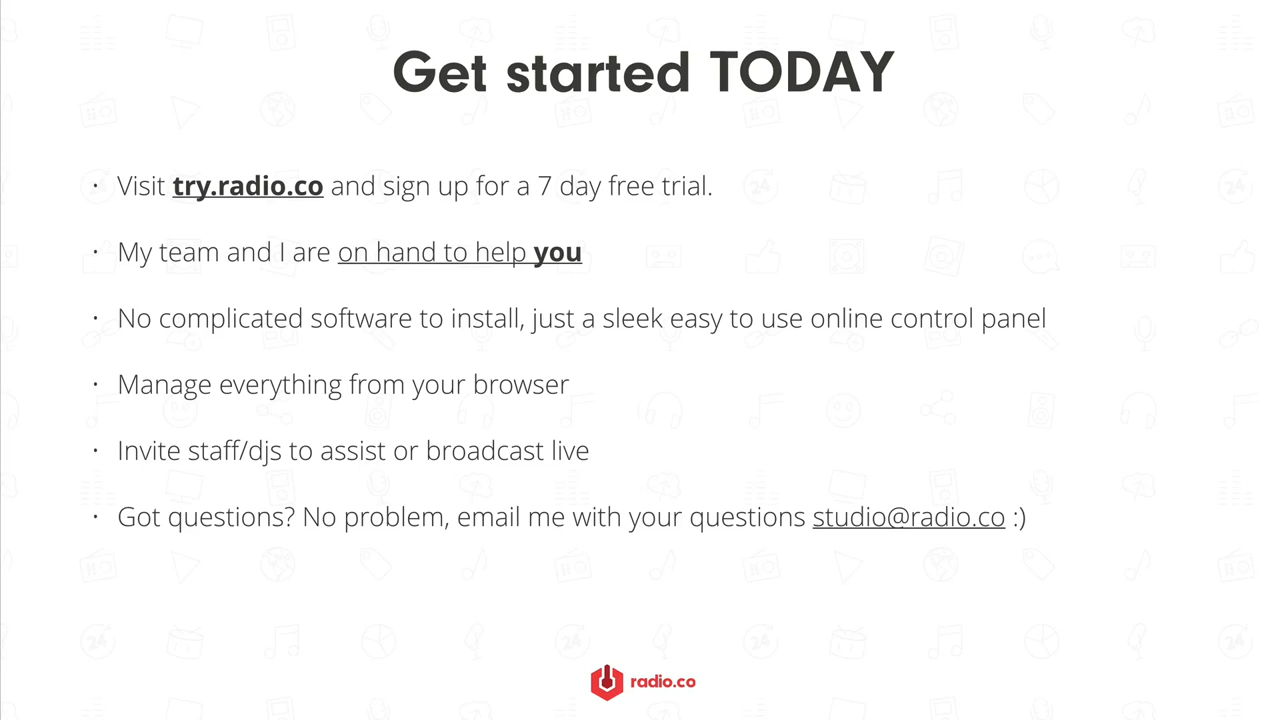 Get started TODAY
· Visit try.radio.co and sign up for a 7 day free trial.
· My team and I are on hand to help you
· No complicated software to install, just a sleek easy to use online control panel
· Manage everything from your browser
· Invite staff/djs to assist or broadcast live
· Got questions? No problem, email me with your questions studio@radio.co :)
radio.co